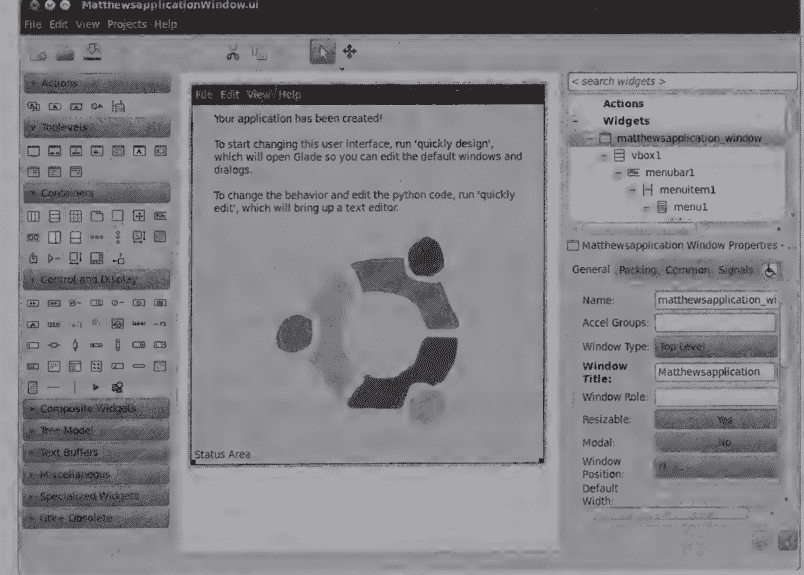 MatthewsapplicationWindow.ui
File Edit View Projects Help
Actions
Toplevels
Containers
Control and Display
Composite Widgets
Tree Model
Text Buffers
Miscellaneous
Specialized Widgets
GTK+ Obsolete
File Edit View Help
Your application has been created!
To start changing this user interface, run 'quickly design',
which will open Glade so you can edit the default windows and
dialogs.
To change the behavior and edit the python code, run 'quickly
edit', which will bring up a text editor.
Status Area
< search widgets >
Actions
Widgets
matthewsapplication_window
vbox1
menubar1
menuitem1
menu1
Matthewsapplication Window Properties - ...
General Packing Common Signals
Name: matthewsapplication_wi
Accel Groups:
Window Type: Top Level
Window
Title: Matthewsapplication
Window Role:
Resizable: Yes
Modal: No
Window
Position:
Default
Width: